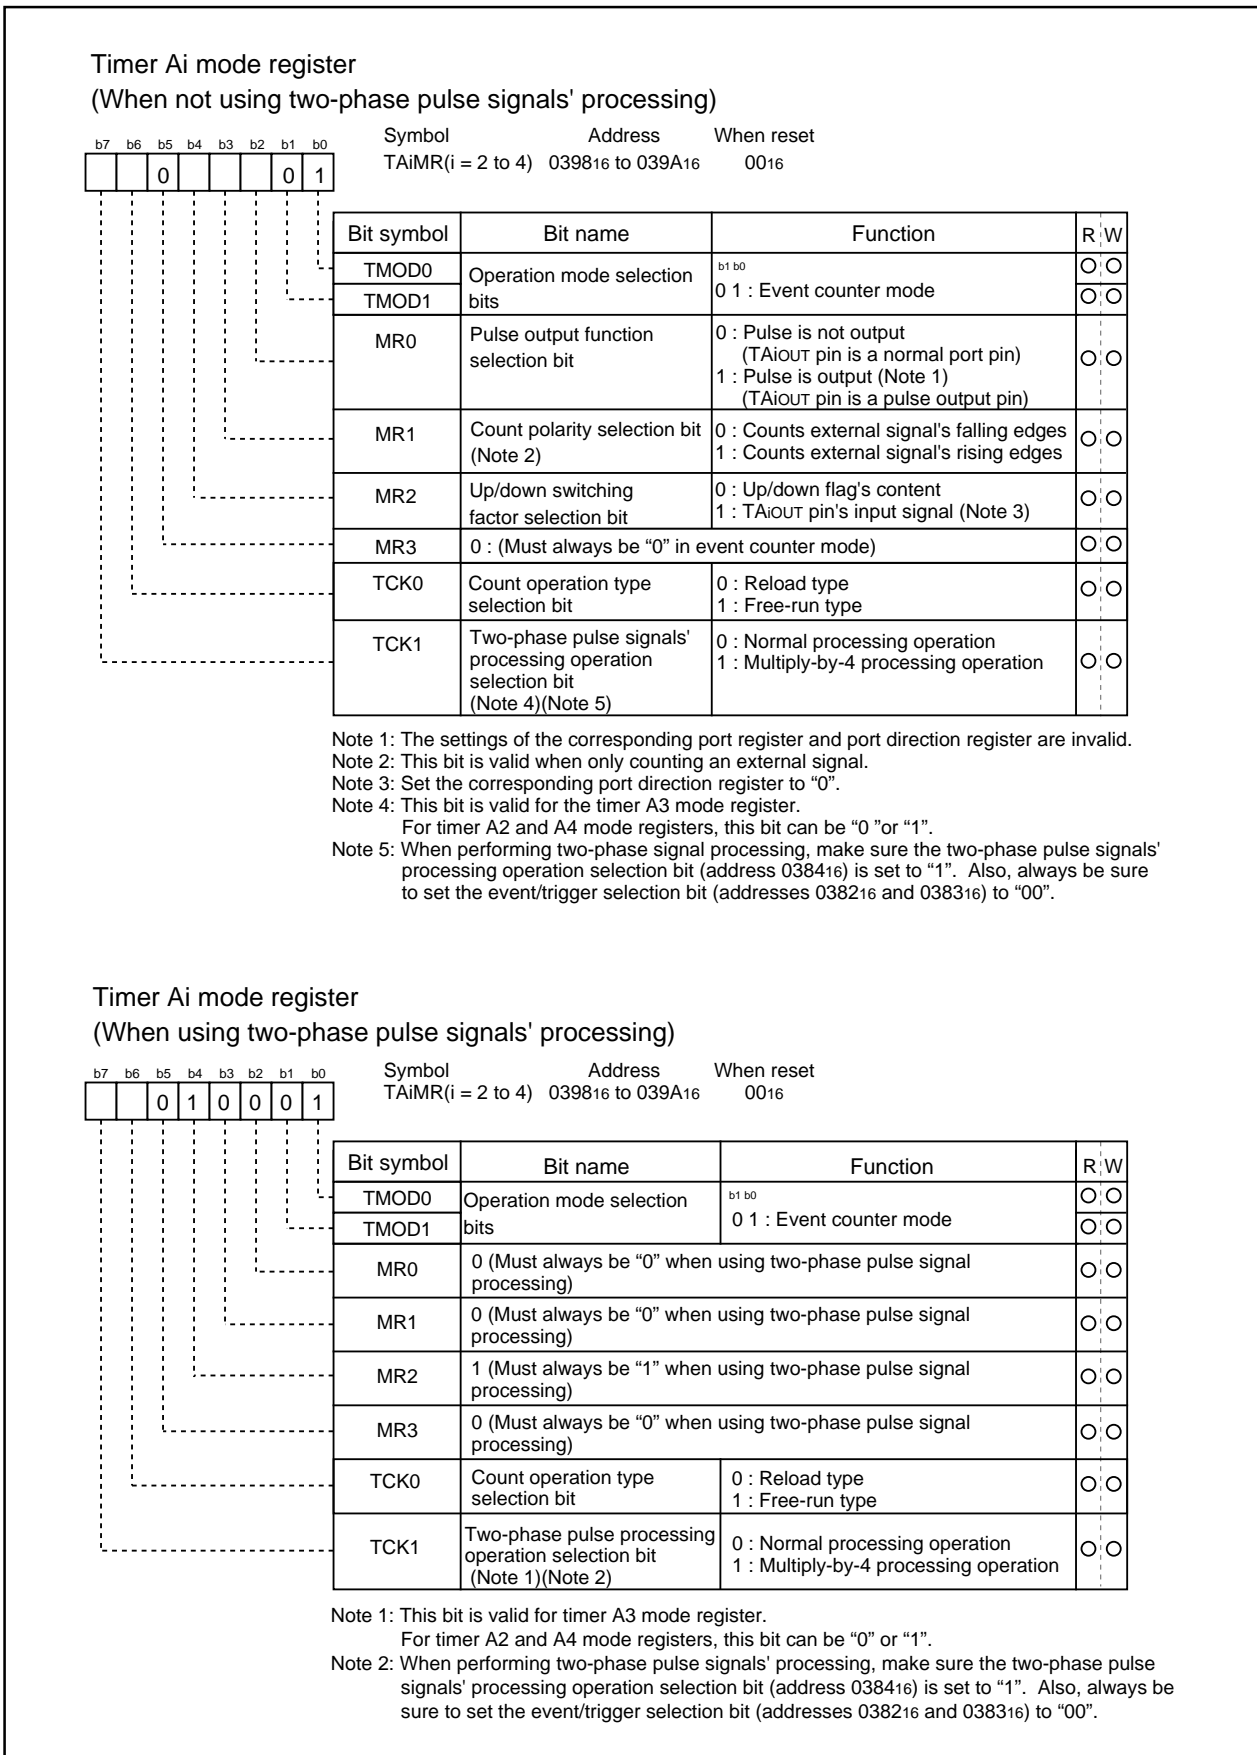 Timer Ai mode register
(When not using two-phase pulse signals' processing)
Symbol Address When reset
b7 b6 b5 b4 b3 b2 b1 b0
TAiMR(i = 2 to 4) 039816 to 039A16 0016
0 0 1
Bit symbol Bit name Function R W
TMOD0 Operation mode selection bits b1 b0
TMOD1 0 1 : Event counter mode
MR0 Pulse output function selection bit 0 : Pulse is not output
(TAiOUT pin is a normal port pin)
1 : Pulse is output (Note 1)
(TAiOUT pin is a pulse output pin)
MR1 Count polarity selection bit (Note 2) 0 : Counts external signal's falling edges
1 : Counts external signal's rising edges
MR2 Up/down switching factor selection bit 0 : Up/down flag's content
1 : TAiOUT pin's input signal (Note 3)
MR3 0 : (Must always be “0” in event counter mode)
TCK0 Count operation type selection bit 0 : Reload type
1 : Free-run type
TCK1 Two-phase pulse signals' processing operation selection bit (Note 4)(Note 5) 0 : Normal processing operation
1 : Multiply-by-4 processing operation
Note 1: The settings of the corresponding port register and port direction register are invalid.
Note 2: This bit is valid when only counting an external signal.
Note 3: Set the corresponding port direction register to “0”.
Note 4: This bit is valid for the timer A3 mode register.
For timer A2 and A4 mode registers, this bit can be “0 ”or “1”.
Note 5: When performing two-phase signal processing, make sure the two-phase pulse signals'
processing operation selection bit (address 038416) is set to “1”. Also, always be sure
to set the event/trigger selection bit (addresses 038216 and 038316) to “00”.
Timer Ai mode register
(When using two-phase pulse signals' processing)
Symbol Address When reset
b7 b6 b5 b4 b3 b2 b1 b0
TAiMR(i = 2 to 4) 039816 to 039A16 0016
0 1 0 0 0 1
Bit symbol Bit name Function R W
TMOD0 Operation mode selection bits b1 b0
TMOD1 0 1 : Event counter mode
MR0 0 (Must always be “0” when using two-phase pulse signal
processing)
MR1 0 (Must always be “0” when using two-phase pulse signal
processing)
MR2 1 (Must always be “1” when using two-phase pulse signal
processing)
MR3 0 (Must always be “0” when using two-phase pulse signal
processing)
TCK0 Count operation type selection bit 0 : Reload type
1 : Free-run type
TCK1 Two-phase pulse processing operation selection bit (Note 1)(Note 2) 0 : Normal processing operation
1 : Multiply-by-4 processing operation
Note 1: This bit is valid for timer A3 mode register.
For timer A2 and A4 mode registers, this bit can be “0” or “1”.
Note 2: When performing two-phase pulse signals' processing, make sure the two-phase pulse
signals' processing operation selection bit (address 038416) is set to “1”. Also, always be
sure to set the event/trigger selection bit (addresses 038216 and 038316) to “00”.